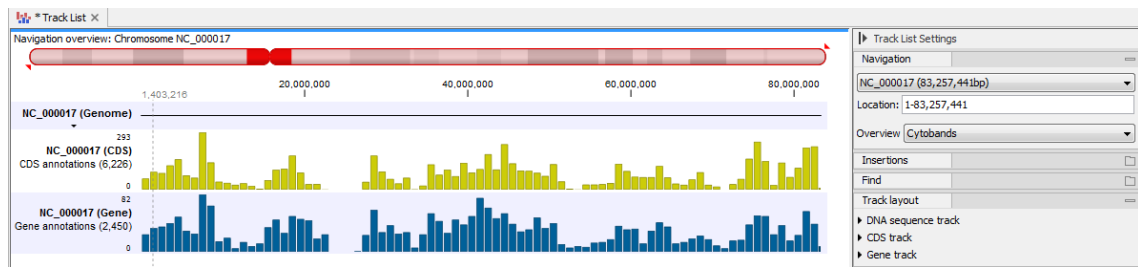 * Track List
Navigation overview: Chromosome NC_000017
20,000,000 40,000,000 60,000,000 80,000,000
1,403,216
NC_000017 (Genome)
293
NC_000017 (CDS)
CDS annotations (6,226)
0
82
NC_000017 (Gene)
Gene annotations (2,450)
0
Track List Settings
Navigation
NC_000017 (83,257,441bp)
Location: 1-83,257,441
Overview Cytobands
Insertions
Find
Track layout
DNA sequence track
CDS track
Gene track